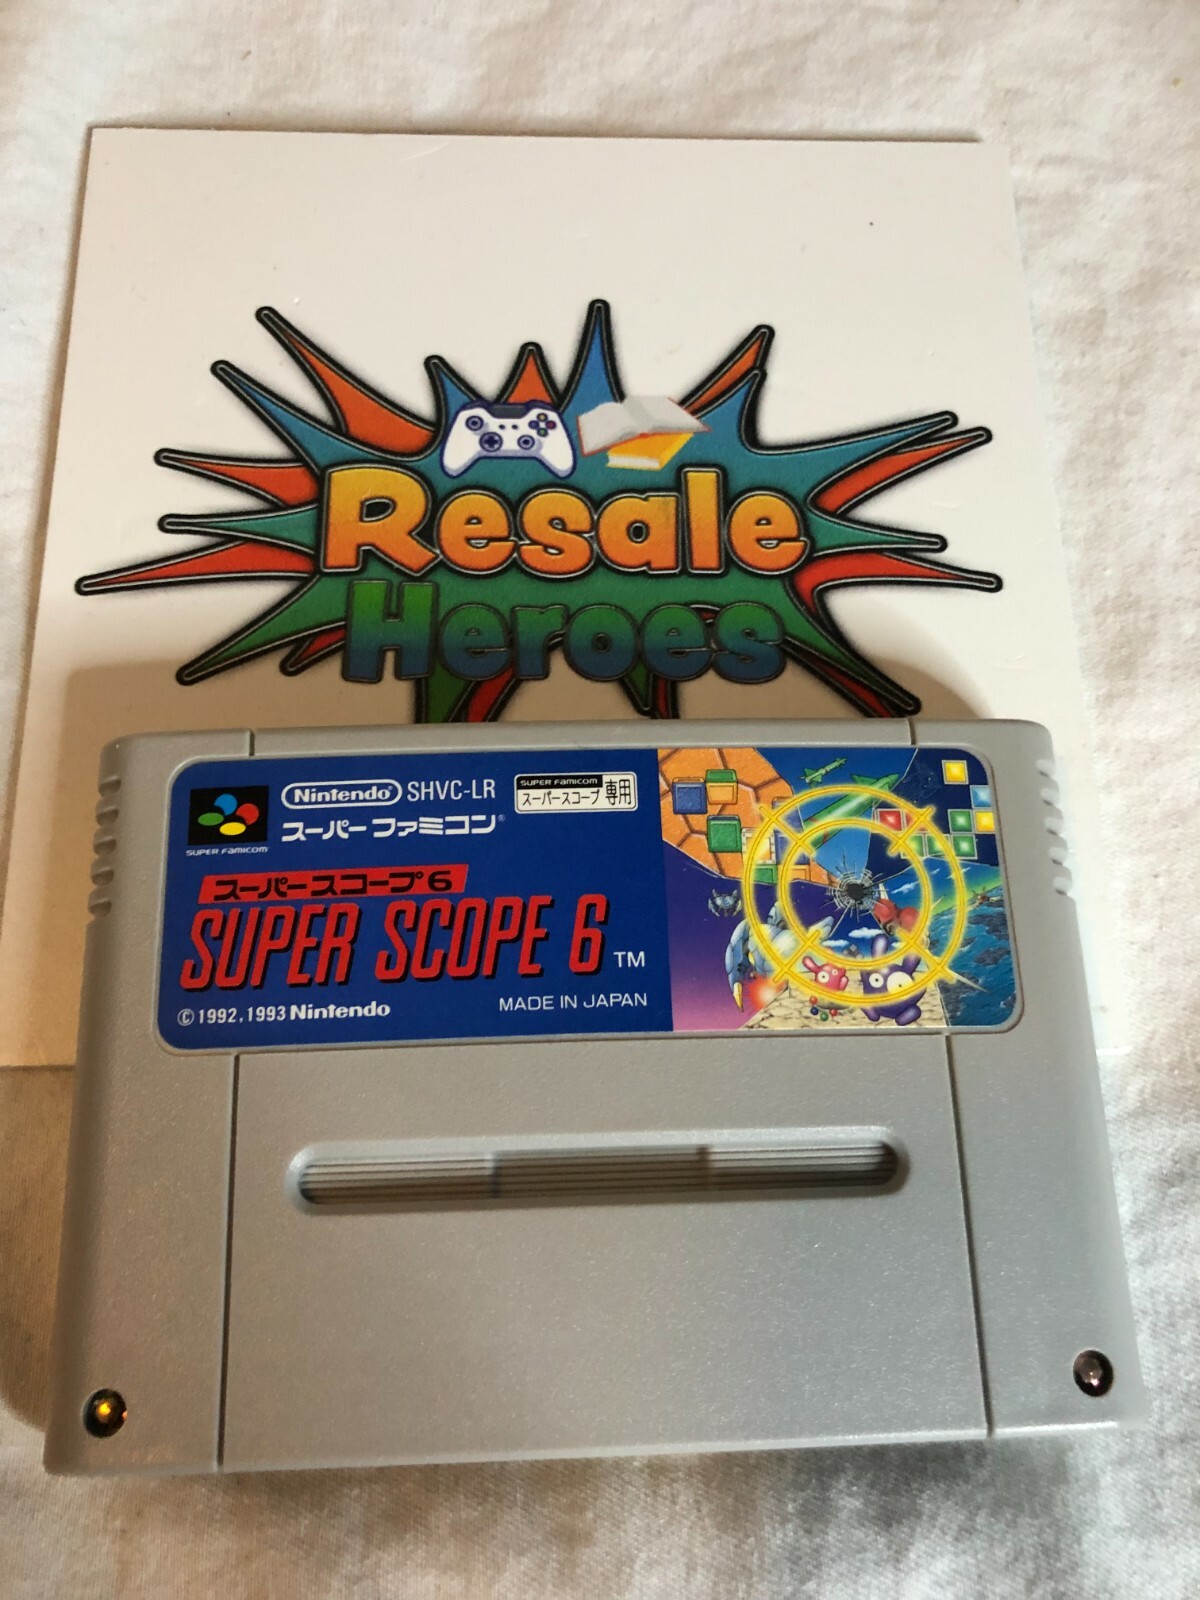 Resale
Heroes
Nintendo® SHVC-LR
SUPER FAMICOM
スーパースコープ 専用
スーパーファミコン®
SUPER FAMICOM
スーパースコープ6
SUPER SCOPE 6 TM
© 1992, 1993 Nintendo
MADE IN JAPAN